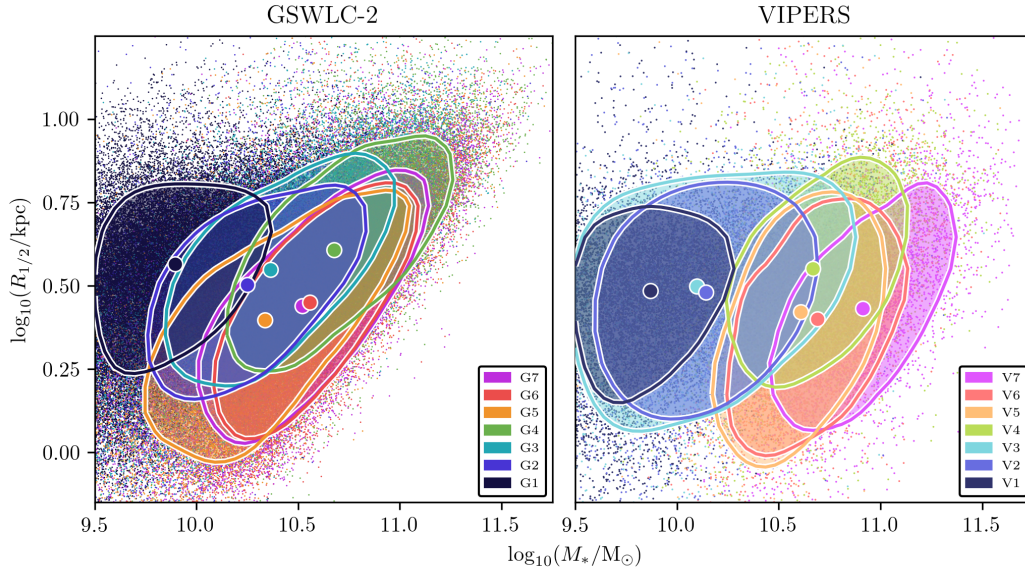 GSWLC-2
VIPERS
log₁₀(R₁/₂/kpc)
1.00
0.75
0.50
0.25
0.00
G7
G6
G5
G4
G3
G2
G1
V7
V6
V5
V4
V3
V2
V1
9.5 10.0 10.5 11.0 11.5
9.5 10.0 10.5 11.0 11.5
log₁₀(M∗/M⊙)